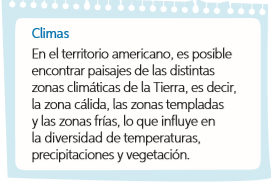 Climas
En el territorio americano, es posible
encontrar paisajes de las distintas
zonas climáticas de la Tierra, es decir,
la zona cálida, las zonas templadas
y las zonas frías, lo que influye en
la diversidad de temperaturas,
precipitaciones y vegetación.